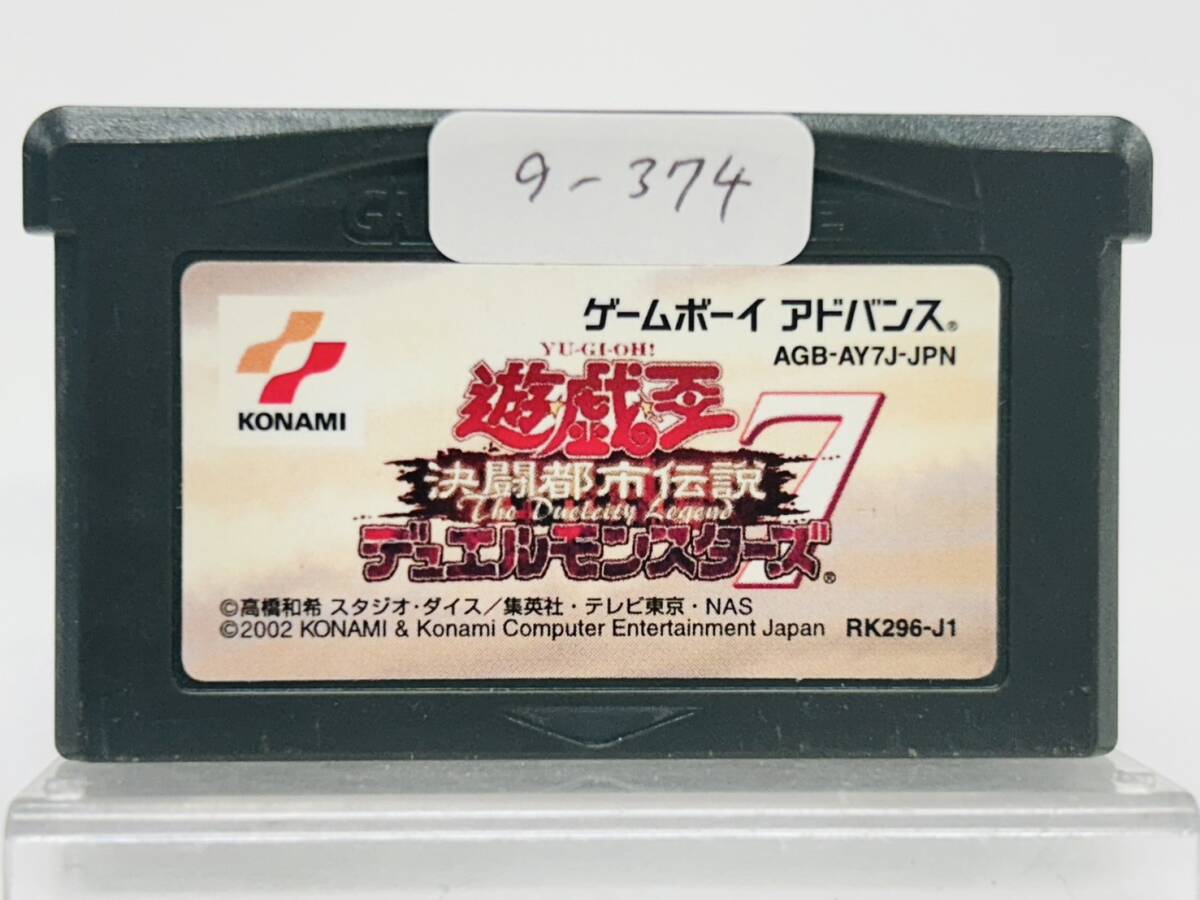 9-374
ゲームボーイ アドバンス®
AGB-AY7J-JPN
KONAMI
YU-GI-OH!
遊戯王
決闘都市伝説
The Duelcity Legend
デュエルモンスターズ®
7
©高橋和希 スタジオ・ダイス／集英社・テレビ東京・NAS
©2002 KONAMI & Konami Computer Entertainment Japan RK296-J1